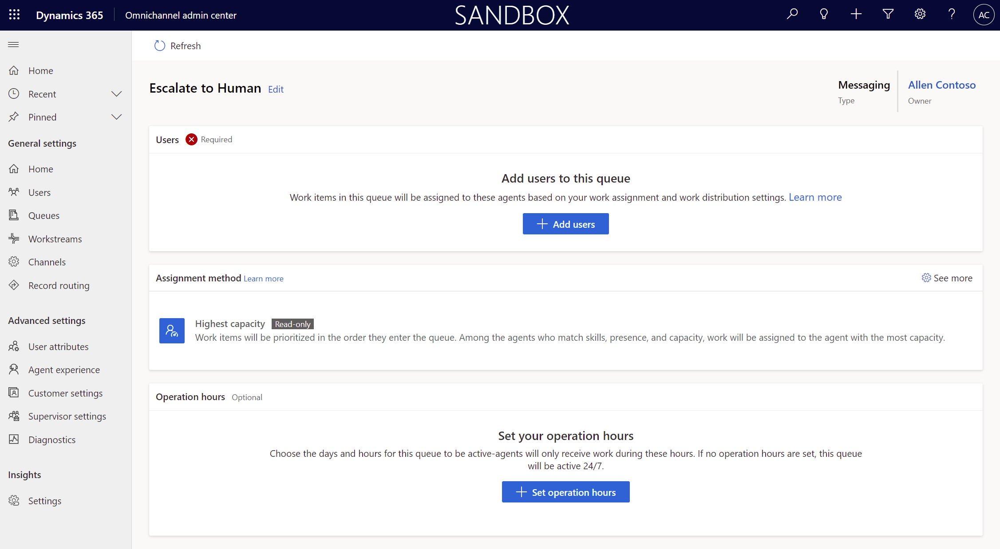 Dynamics 365
Omnichannel admin center
SANDBOX
AC
Refresh
Home
Recent
Pinned
General settings
Home
Users
Queues
Workstreams
Channels
Record routing
Advanced settings
User attributes
Agent experience
Customer settings
Supervisor settings
Diagnostics
Insights
Settings
Escalate to Human Edit
Messaging
Type
Allen Contoso
Owner
Users Required
Add users to this queue
Work items in this queue will be assigned to these agents based on your work assignment and work distribution settings. Learn more
Add users
Assignment method Learn more
See more
Highest capacity Read-only
Work items will be prioritized in the order they enter the queue. Among the agents who match skills, presence, and capacity, work will be assigned to the agent with the most capacity.
Operation hours Optional
Set your operation hours
Choose the days and hours for this queue to be active-agents will only receive work during these hours. If no operation hours are set, this queue
will be active 24/7.
Set operation hours